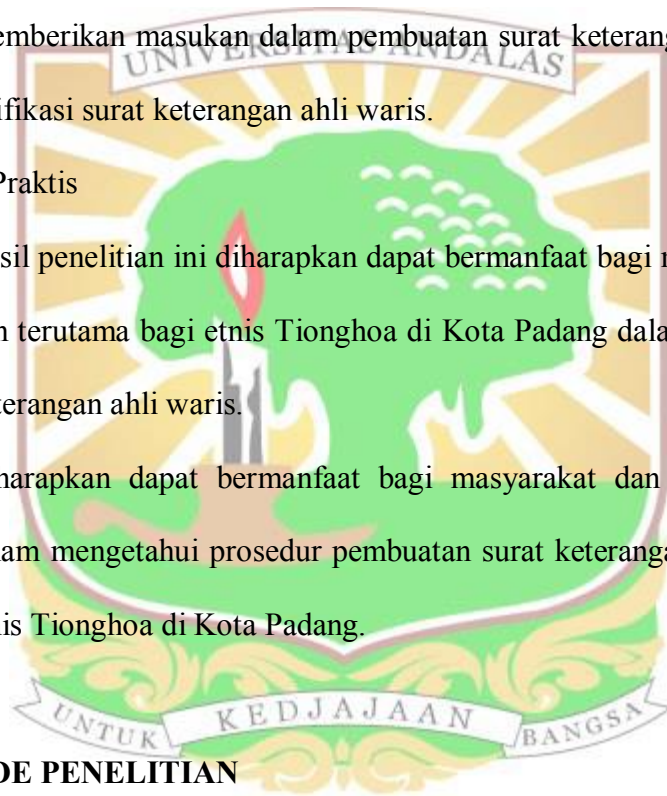 emberikan masukan dalam pembuatan surat keterang
UNIVERSITAS ANDALAS
ifikasi surat keterangan ahli waris.
Praktis
sil penelitian ini diharapkan dapat bermanfaat bagi
n terutama bagi etnis Tionghoa di Kota Padang dala
terangan ahli waris.
harapkan dapat bermanfaat bagi masyarakat dan
lam mengetahui prosedur pembuatan surat keteranga
nis Tionghoa di Kota Padang.
UNTUK KEDJAJAAN BANGSA
DE PENELITIAN